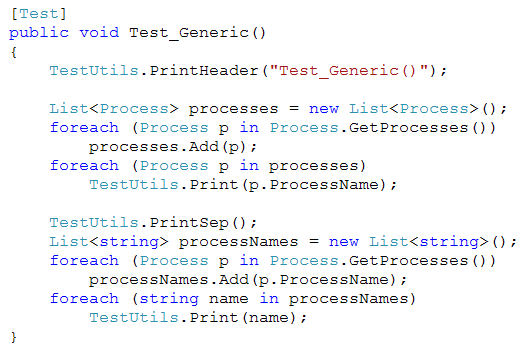 [Test]
public void Test_Generic()
{
    TestUtils.PrintHeader("Test_Generic()");

    List<Process> processes = new List<Process>();
    foreach (Process p in Process.GetProcesses())
        processes.Add(p);
    foreach (Process p in processes)
        TestUtils.Print(p.ProcessName);

    TestUtils.PrintSep();
    List<string> processNames = new List<string>();
    foreach (Process p in Process.GetProcesses())
        processNames.Add(p.ProcessName);
    foreach (string name in processNames)
        TestUtils.Print(name);
}